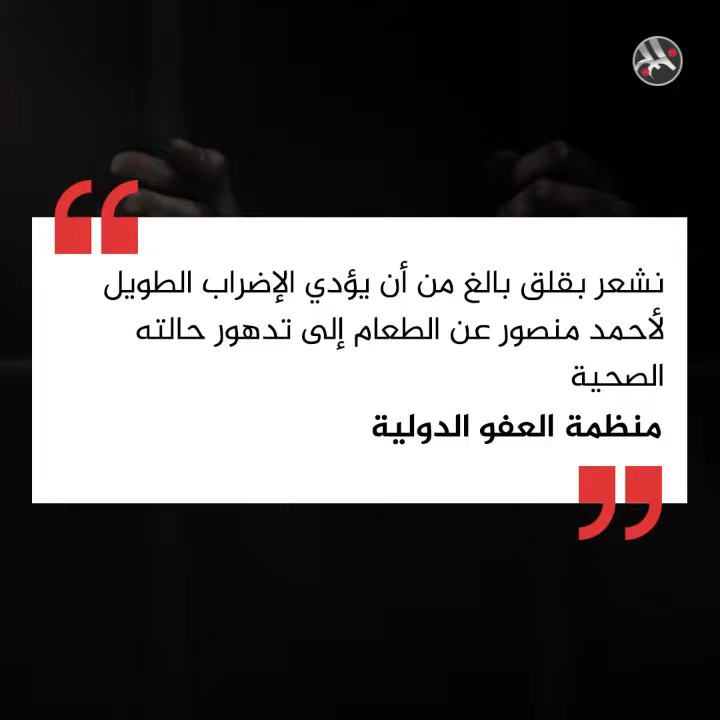 نشعر بقلق بالغ من أن يؤدي الإضراب الطويل
لأحمد منصور عن الطعام إلى تدهور حالته
الصحية
منظمة العفو الدولية